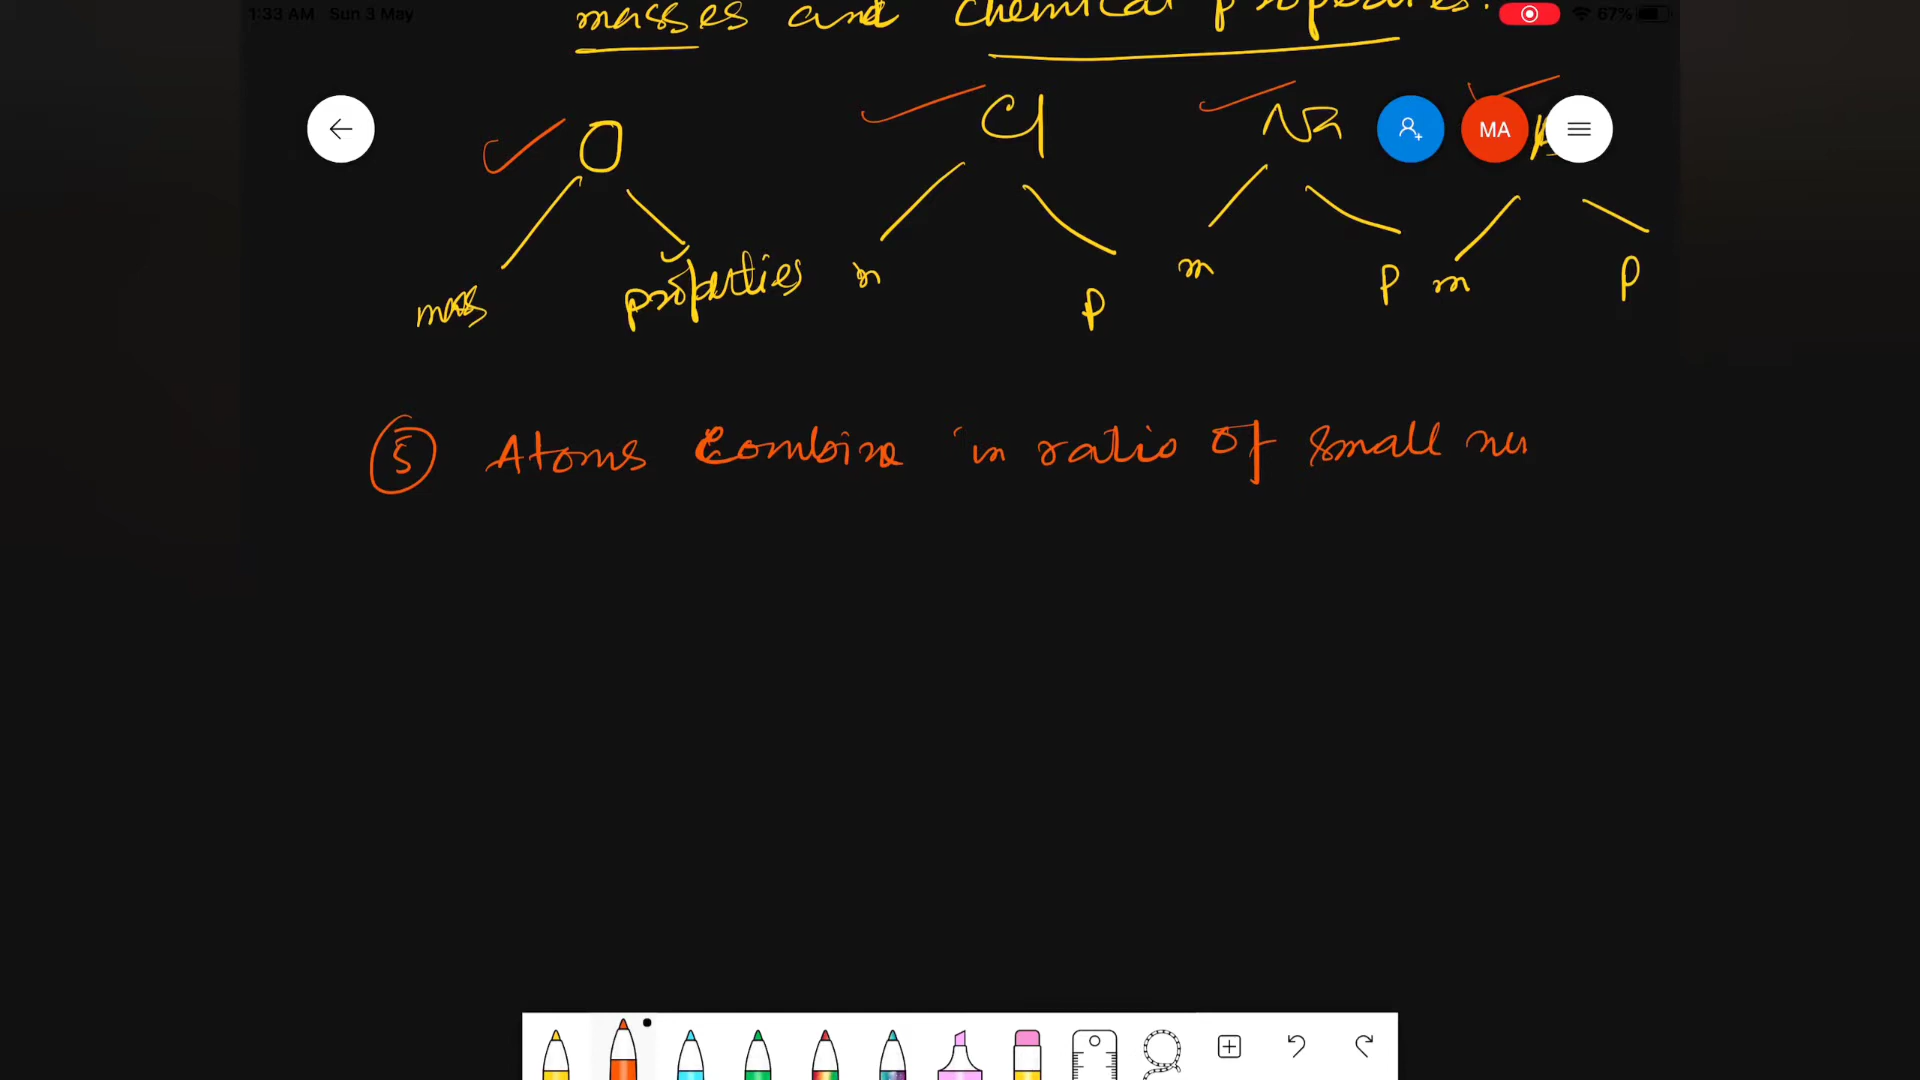 masses and chemical properties.
1:33 AM Sun 3 May 67%
O Cl Na
MA
mass properties m p m p m p
⑤ Atoms Combine in ratio of small nu